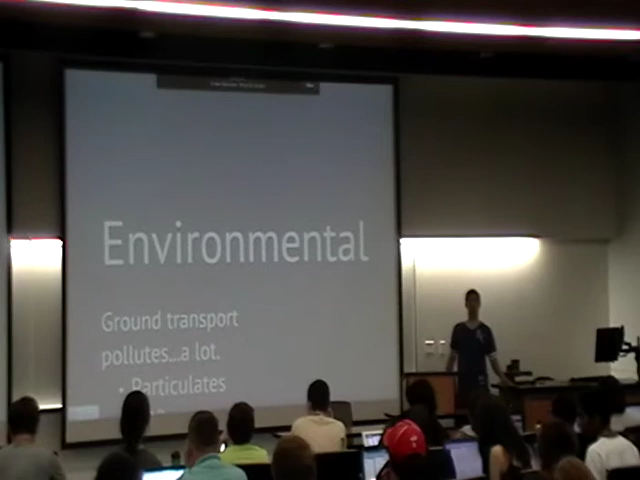 Environmental
Ground transport
pollutes...a lot.
• Particulates